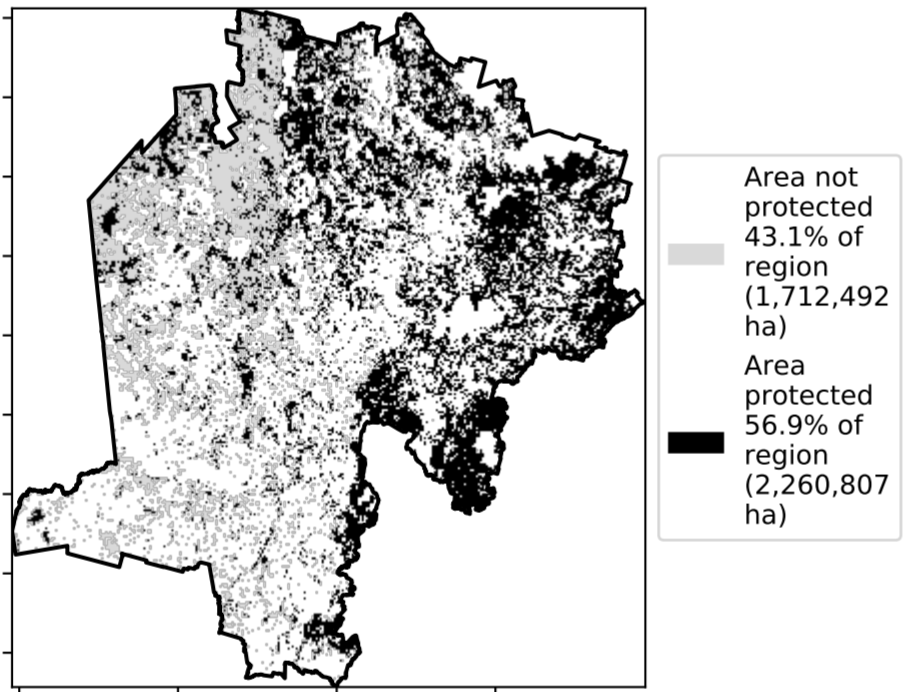 Area not
protected
43.1% of
region
(1,712,492
ha)
Area
protected
56.9% of
region
(2,260,807
ha)